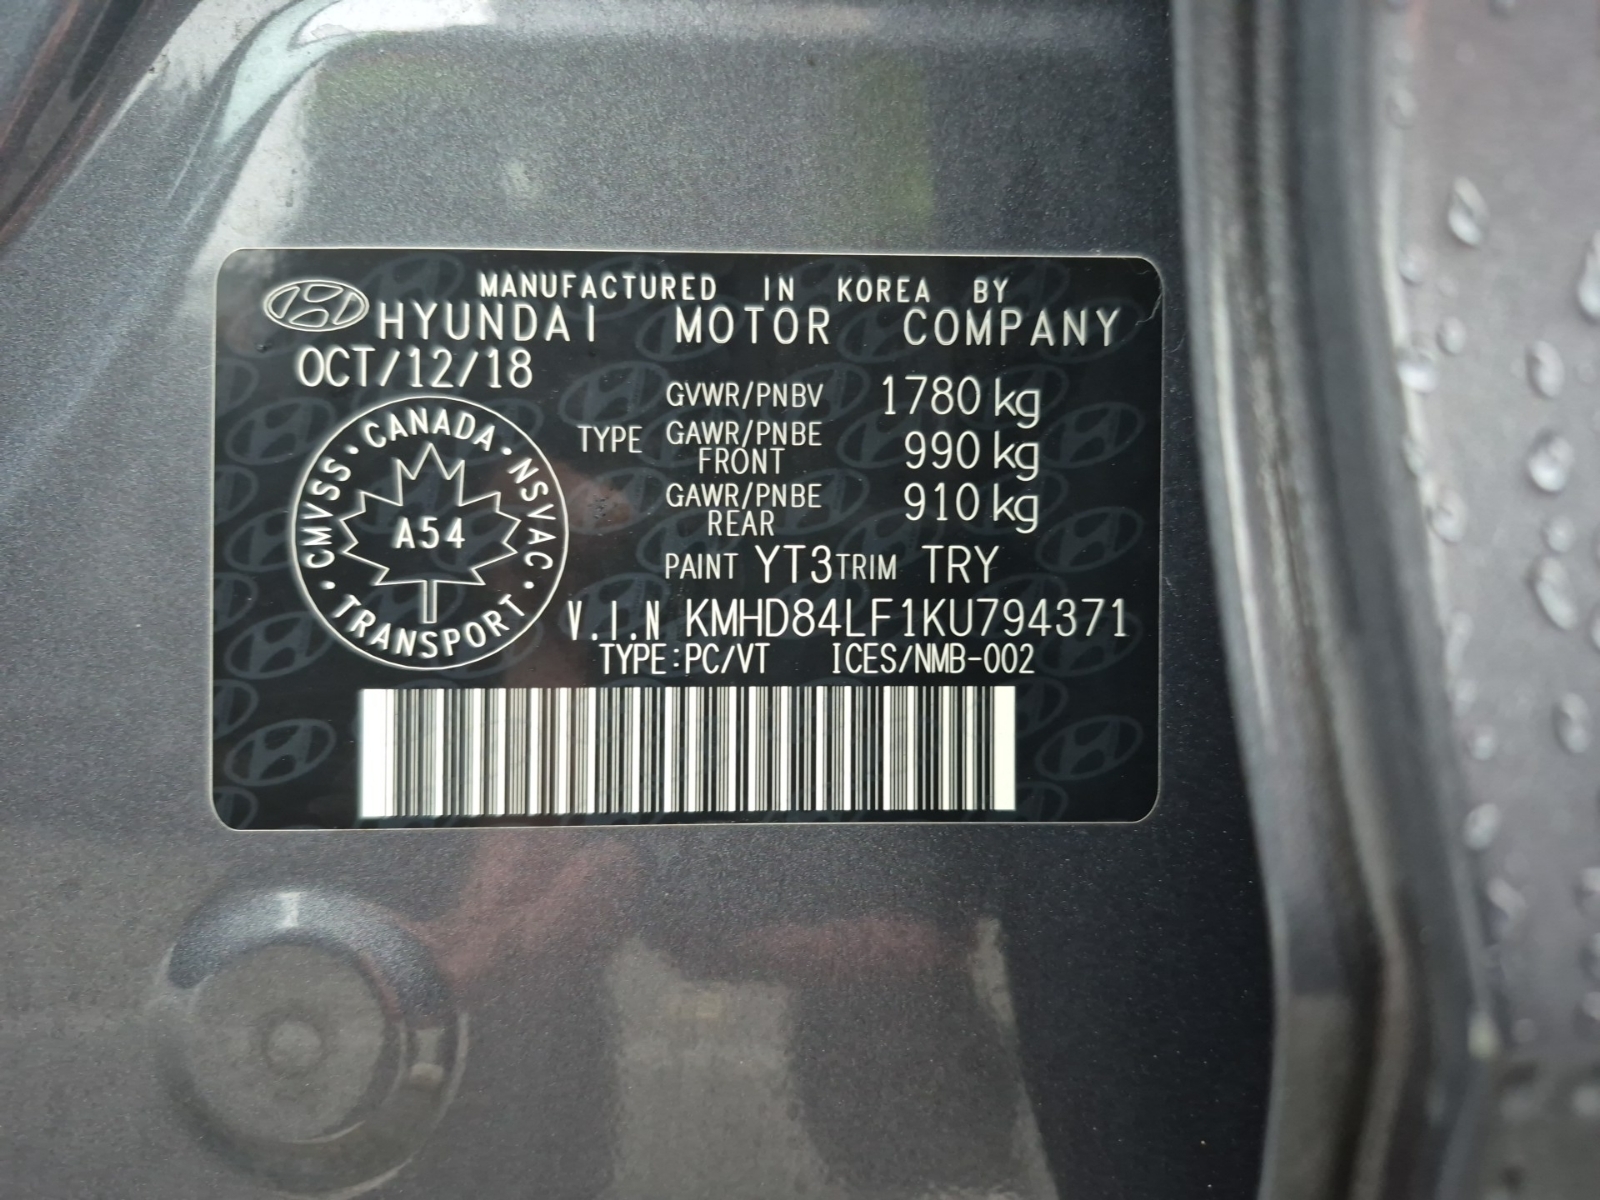 MANUFACTURED IN KOREA BY
HYUNDAI MOTOR COMPANY
OCT/12/18
GVWR/PNBV 1780 kg
TYPE GAWR/PNBE FRONT 990 kg
GAWR/PNBE REAR 910 kg
PAINT YT3 TRIM TRY
V.I.N KMHD84LF1KU794371
TYPE:PC/VT ICES/NMB-002
CMVSS · CANADA · NSVAC · TRANSPORT ·
A54